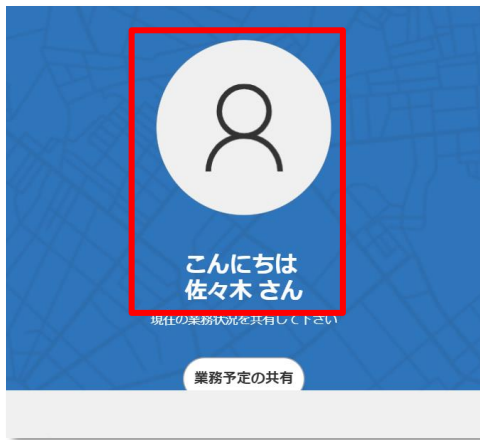 こんにちは
佐々木 さん
現在の業務状況を共有して下さい
業務予定の共有